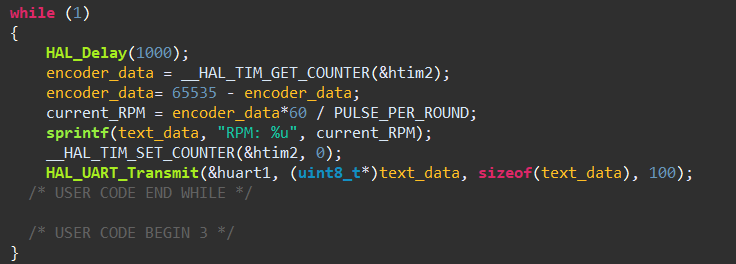 while (1)
{
    HAL_Delay(1000);
    encoder_data = __HAL_TIM_GET_COUNTER(&htim2);
    encoder_data= 65535 - encoder_data;
    current_RPM = encoder_data*60 / PULSE_PER_ROUND;
    sprintf(text_data, "RPM: %u", current_RPM);
    __HAL_TIM_SET_COUNTER(&htim2, 0);
    HAL_UART_Transmit(&huart1, (uint8_t*)text_data, sizeof(text_data), 100);
  /* USER CODE END WHILE */
  /* USER CODE BEGIN 3 */
}